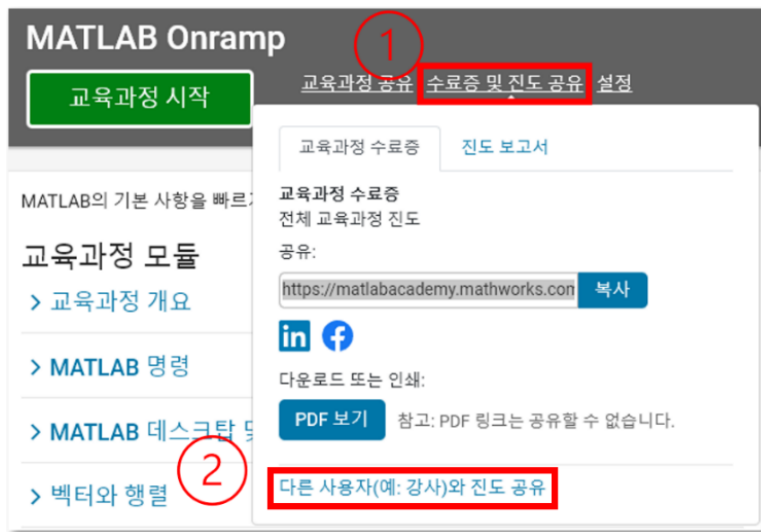 MATLAB Onramp
1
교육과정 시작
교육과정 공유 수료증 및 진도 공유 설정
교육과정 수료증 진도 보고서
MATLAB의 기본 사항을 빠르
교육과정 수료증
전체 교육과정 진도
교육과정 모듈
공유:
https://matlabacademy.mathworks.com 복사
> 교육과정 개요
in f
> MATLAB 명령
다운로드 또는 인쇄:
PDF 보기 참고: PDF 링크는 공유할 수 없습니다.
> MATLAB 데스크탑 및
2
> 벡터와 행렬
다른 사용자(예: 강사)와 진도 공유